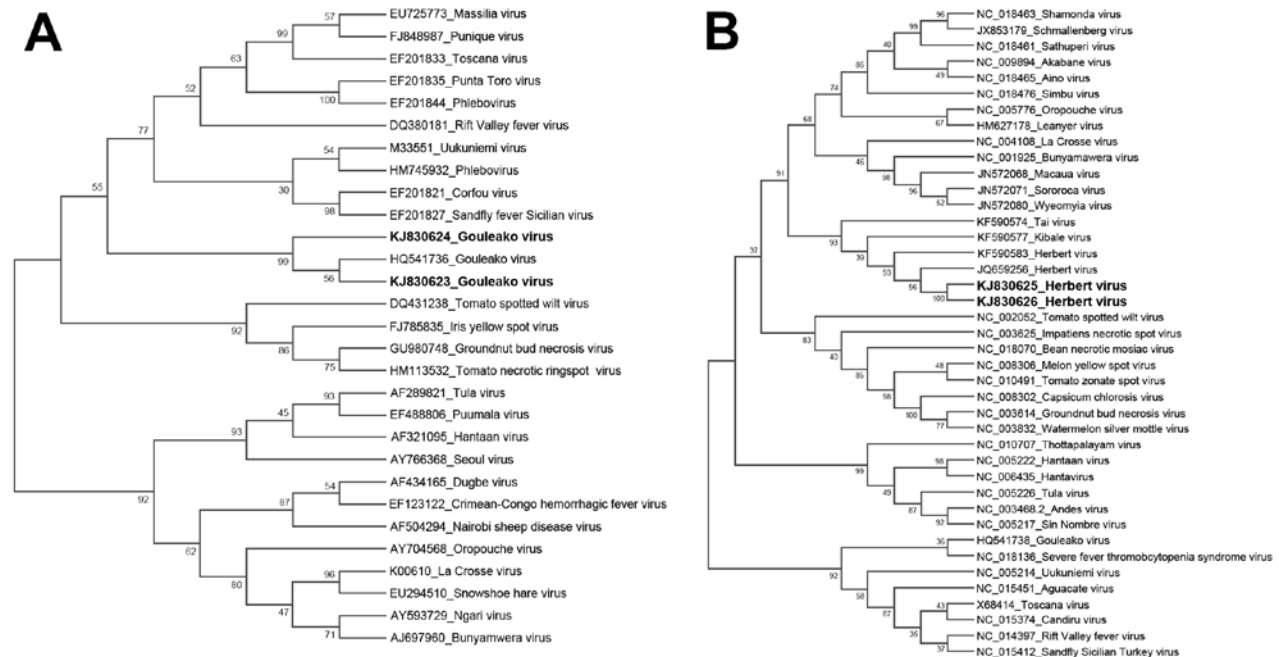 A
EU725773_Massilia virus
FJ848987_Punique virus
EF201833_Toscana virus
EF201835_Punta Toro virus
EF201844_Phlebovirus
DQ380181_Rift Valley fever virus
M33551_Uukuniemi virus
HM745932_Phlebovirus
EF201821_Corfou virus
EF201827_Sandfly fever Sicilian virus
KJ830624_Gouleako virus
HQ541736_Gouleako virus
KJ830623_Gouleako virus
DQ431238_Tomato spotted wilt virus
FJ785835_Iris yellow spot virus
GU980748_Groundnut bud necrosis virus
HM113532_Tomato necrotic ringspot virus
AF289821_Tula virus
EF488806_Puumala virus
AF321095_Hantaan virus
AY766368_Seoul virus
AF434165_Dugbe virus
EF123122_Crimean-Congo hemorrhagic fever virus
AF504294_Nairobi sheep disease virus
AY704568_Oropouche virus
K00610_La Crosse virus
EU294510_Snowshoe hare virus
AY593729_Ngari virus
AJ697960_Bunyamwera virus
57
99
63
100
52
77
54
30
98
55
99
56
92
86
75
93
45
93
92
54
87
62
80
96
47
71
B
NC_018463_Shamonda virus
JX853179_Schmallenberg virus
NC_018461_Sathuperi virus
NC_009894_Akabane virus
NC_018465_Aino virus
NC_018476_Simbu virus
NC_005776_Oropouche virus
HM627178_Leanyer virus
NC_004108_La Crosse virus
NC_001925_Bunyamawera virus
JN572068_Macaua virus
JN572071_Sororoca virus
JN572080_Wyeomyia virus
KF590574_Tai virus
KF590577_Kibale virus
KF590583_Herbert virus
JQ659256_Herbert virus
KJ830625_Herbert virus
KJ830626_Herbert virus
NC_002052_Tomato spotted wilt virus
NC_003625_Impatiens necrotic spot virus
NC_018070_Bean necrotic mosiac virus
NC_008306_Melon yellow spot virus
NC_010491_Tomato zonate spot virus
NC_008302_Capsicum chlorosis virus
NC_003614_Groundnut bud necrosis virus
NC_003832_Watermelon silver mottle virus
NC_010707_Thottapalayam virus
NC_005222_Hantaan virus
NC_006435_Hantavirus
NC_005226_Tula virus
NC_003468.2_Andes virus
NC_005217_Sin Nombre virus
HQ541738_Gouleako virus
NC_018136_Severe fever thromobcytopenia syndrome virus
NC_005214_Uukuniemi virus
NC_015451_Aguacate virus
X68414_Toscana virus
NC_015374_Candiru virus
NC_014397_Rift Valley fever virus
NC_015412_Sandfly Sicilian Turkey virus
96
99
40
49
86
74
67
68
46
98
96
52
91
93
39
100
37
83
40
48
98
100
77
99
98
49
87
92
36
92
58
87
43
37